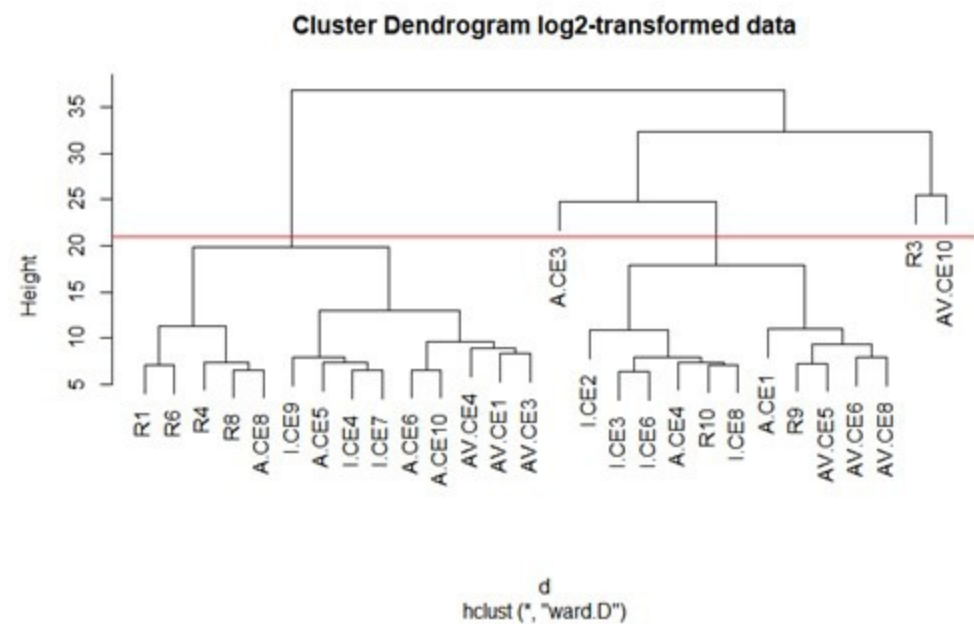 Cluster Dendrogram log2-transformed data
Height
35
30
25
20
15
10
5
R1
R6
R4
R8
A.CE8
I.CE9
A.CE5
I.CE4
I.CE7
A.CE6
A.CE10
AV.CE4
AV.CE1
AV.CE3
A.CE3
I.CE2
I.CE3
I.CE6
A.CE4
R10
I.CE8
A.CE1
R9
AV.CE5
AV.CE6
AV.CE8
R3
AV.CE10
d
hclust (*, "ward.D")